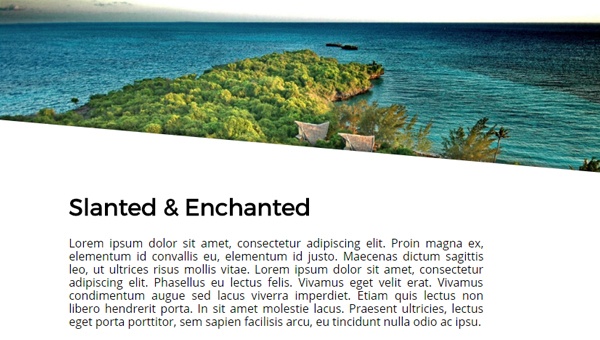 Slanted & Enchanted
Lorem ipsum dolor sit amet, consectetur adipiscing elit. Proin magna ex,
elementum id convallis eu, elementum id justo. Maecenas dictum sagittis
leo, ut ultrices risus mollis vitae. Lorem ipsum dolor sit amet, consectetur
adipiscing elit. Phasellus eu lectus felis. Vivamus eget velit erat. Vivamus
condimentum augue sed lacus viverra imperdiet. Etiam quis lectus non
libero hendrerit porta. In sit amet molestie lacus. Praesent ultricies, lectus
eget porta porttitor, sem sapien facilisis arcu, eu tincidunt nulla odio ac ipsu.